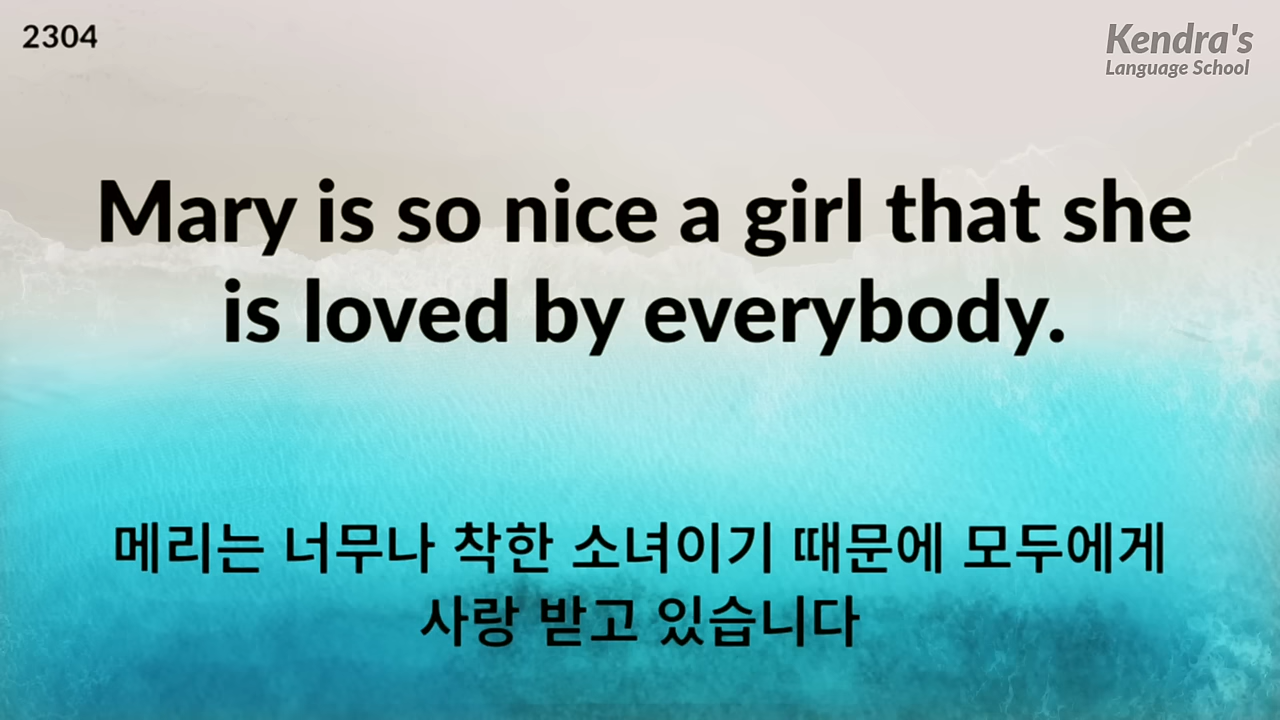 2304
Kendra's
Language School
Mary is so nice a girl that she
is loved by everybody.
메리는 너무나 착한 소녀이기 때문에 모두에게
사랑 받고 있습니다